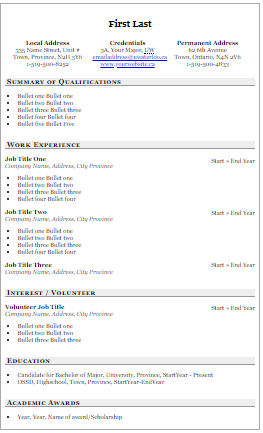 First Last
Local Address Credentials Permanent Address
335 Name Street, Unit # 3A, Your Major, UW 62 6th Avenue
Town, Province, N2H 3Y6 emailaddress@uwaterloo.ca Town, Ontario, N4N 2W6
1-519-500-8252 www.yourwebsite.ca 1-519-500-4833
Summary of Qualifications
• Bullet one Bullet one
• Bullet two Bullet two
• Bullet three Bullet three
• Bullet four Bullet four
• Bullet five Bullet Five
Work Experience
Job Title One Start » End Year
Company Name, Address, City Province
• Bullet one Bullet one
• Bullet two Bullet two
• Bullet three Bullet three
• Bullet four Bullet four
Job Title Two Start » End Year
Company Name, Address, City Province
• Bullet one Bullet one
• Bullet two Bullet two
• Bullet three Bullet three
• Bullet four Bullet four
Job Title Three Start » End Year
Company Name, Address, City Province
Interest / Volunteer
Volunteer Job Title Start » End Year
Company Name, Address, City Province
• Bullet one Bullet one
• Bullet two Bullet two
• Bullet three Bullet three
Education
• Candidate for Bachelor of Major, University, Province, StartYear - Present
• OSSD, Highschool, Town, Province, StartYear-EndYear
Academic Awards
• Year, Year, Name of award/Scholarship